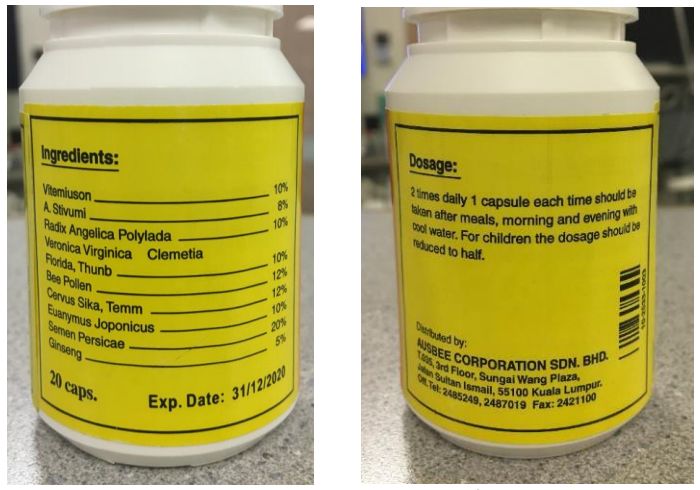 Ingredients:
Vitemiuson 10%
A. Stivumi 8%
Radix Angelica Polylada 10%
Veronica Virginica Clemetia
Florida, Thunb 10%
Bee Pollen 12%
Cervus Sika, Temm 12%
Euanymus Joponicus 10%
Semen Persicae 20%
Ginseng 5%
20 caps.
Exp. Date: 31/12/2020
Dosage:
2 times daily 1 capsule each time should be
taken after meals, morning and evening with
cool water. For children the dosage should be
reduced to half.
Distributed by:
AUSBEE CORPORATION SDN. BHD.
T.895, 3rd Floor, Sungai Wang Plaza,
Jalan Sultan Ismail, 55100 Kuala Lumpur.
Off.Tel: 2485249, 2487019 Fax: 2421100